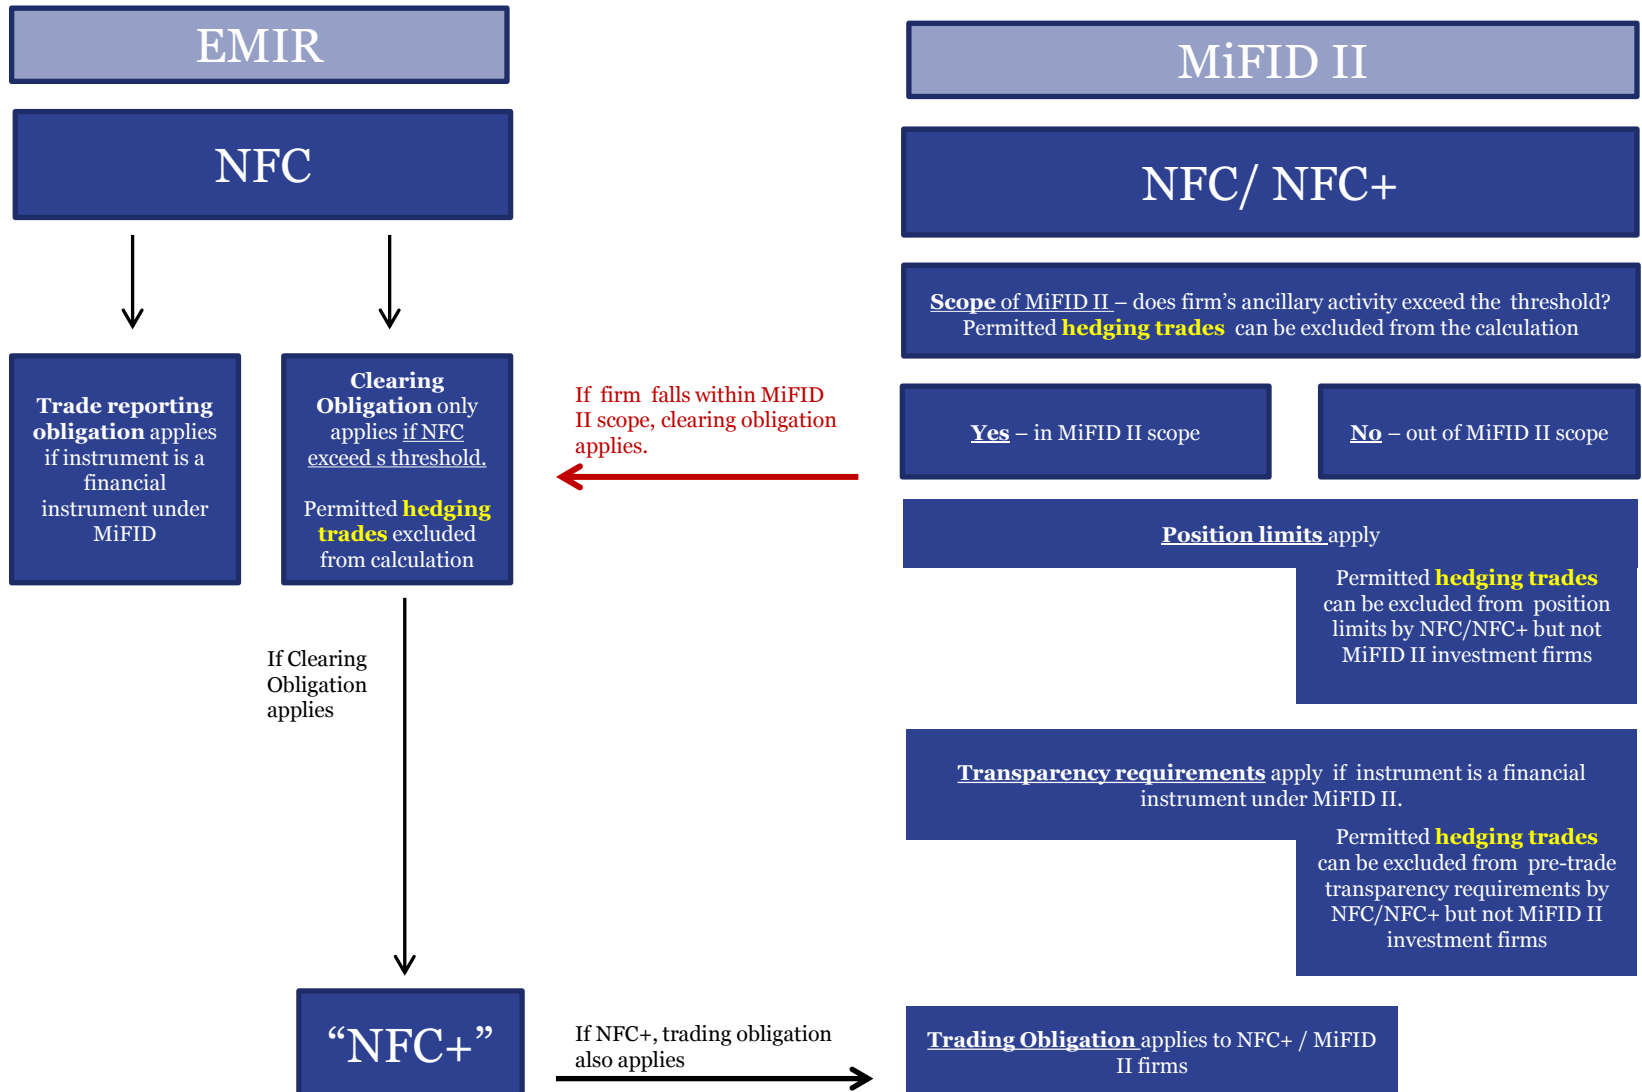 EMIR
NFC
Trade reporting
obligation applies
if instrument is a
financial
instrument under
MiFID
Clearing
Obligation only
applies if NFC
exceed s threshold.
Permitted hedging
trades excluded
from calculation
If Clearing
Obligation
applies
“NFC+”
If firm falls within MiFID
II scope, clearing obligation
applies.
If NFC+, trading obligation
also applies
MiFID II
NFC/ NFC+
Scope of MiFID II – does firm’s ancillary activity exceed the threshold?
Permitted hedging trades can be excluded from the calculation
Yes – in MiFID II scope
No – out of MiFID II scope
Position limits apply
Permitted hedging trades
can be excluded from position
limits by NFC/NFC+ but not
MiFID II investment firms
Transparency requirements apply if instrument is a financial
instrument under MiFID II.
Permitted hedging trades
can be excluded from pre-trade
transparency requirements by
NFC/NFC+ but not MiFID II
investment firms
Trading Obligation applies to NFC+ / MiFID
II firms